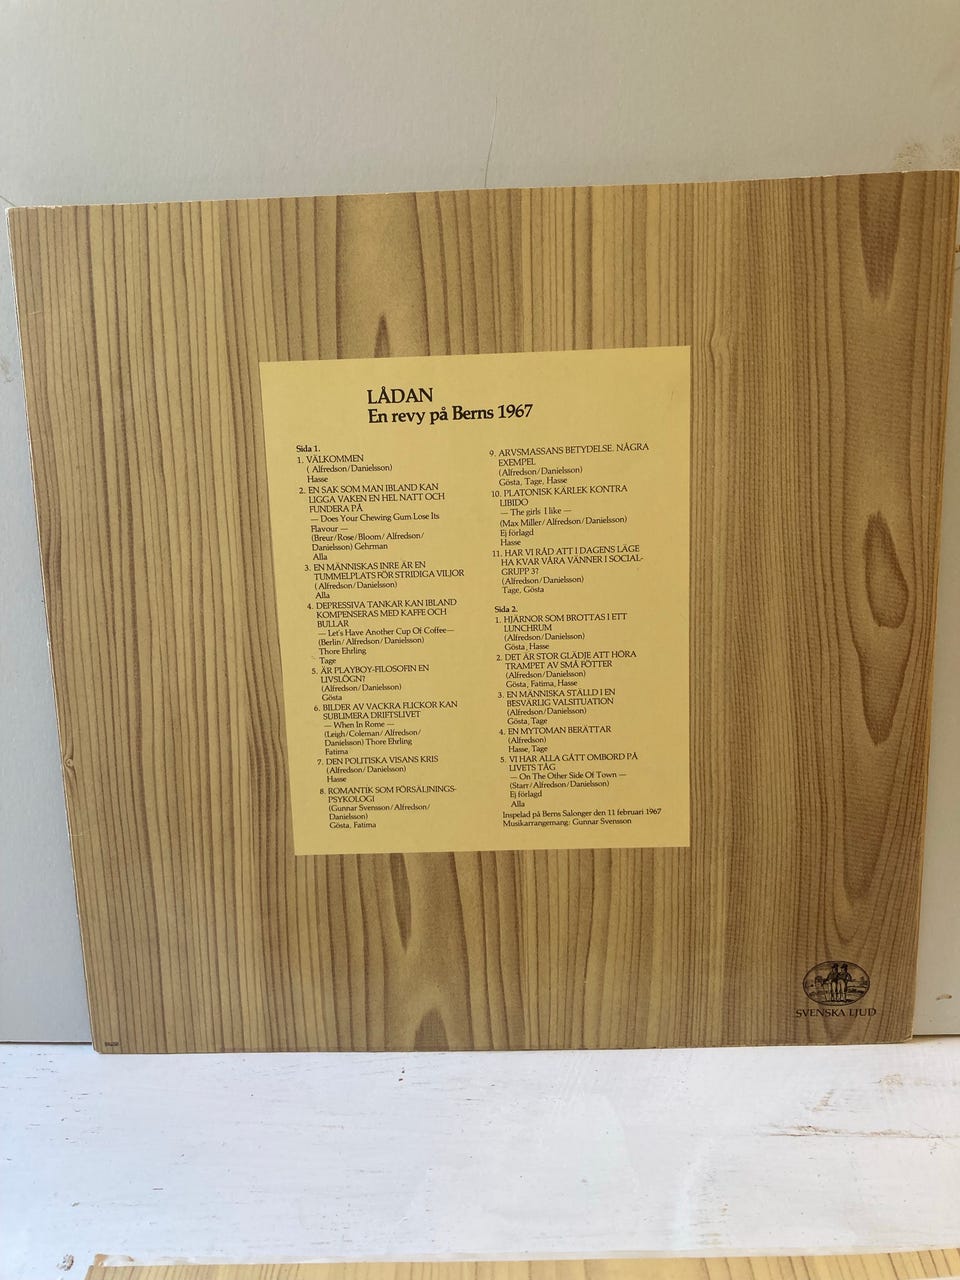 LÅDAN
En revy på Berns 1967
Sida 1.
1. VÄLKOMMEN
( Alfredson/Danielsson)
Hasse
2. EN SAK SOM MAN IBLAND KAN
LIGGA VAKEN EN HEL NATT OCH
FUNDERA PÅ
— Does Your Chewing Gum Lose Its
Flavour —
(Breur/Rose/Bloom/Alfredson/
Danielsson) Gehrman
Alla
3. EN MÄNNISKAS INRE ÄR EN
TUMMELPLATS FÖR STRIDIGA VILJOR
( Alfredson/Danielsson)
Alla
4. DEPRESSIVA TANKAR KAN IBLAND
KOMPENSERAS MED KAFFE OCH
BULLAR
— Let's Have Another Cup Of Coffee—
(Berlin/Alfredson/Danielsson)
Thore Ehrling
Tage
5. ÄR PLAYBOY-FILOSOFIN EN
LIVSLÖGN?
(Alfredson/Danielsson)
Gösta
6. BILDER AV VACKRA FLICKOR KAN
SUBLIMERA DRIFTSLIVET
— When In Rome —
(Leigh/Coleman/Alfredson/
Danielsson) Thore Ehrling
Fatima
7. DEN POLITISKA VISANS KRIS
(Alfredson/Danielsson)
Hasse
8. ROMANTIK SOM FÖRSÄLJNINGS-
PSYKOLOGI
(Gunnar Svensson/Alfredson/
Danielsson)
Gösta, Fatima
9. ARVSMASSANS BETYDELSE. NÅGRA
EXEMPEL
(Alfredson/Danielsson)
Gösta, Tage, Hasse
10. PLATONISK KÄRLEK KONTRA
LIBIDO
— The girls I like —
(Max Miller/Alfredson/Danielsson)
Ej förlagd
Hasse
11. HAR VI RÅD ATT I DAGENS LÄGE
HA KVAR VÅRA VÄNNER I SOCIAL-
GRUPP 3?
(Alfredson/Danielsson)
Tage, Gösta
Sida 2.
1. HJÄRNOR SOM BROTTAS I ETT
LUNCHRUM
(Alfredson/Danielsson)
Gösta, Hasse
2. DET ÄR STOR GLÄDJE ATT HÖRA
TRAMPET AV SMÅ FÖTTER
(Alfredson/Danielsson)
Gösta, Fatima, Hasse
3. EN MÄNNISKA STÄLLD I EN
BESVÄRLIG VALSITUATION
(Alfredson/Danielsson)
Gösta, Tage
4. EN MYTOMAN BERÄTTAR
(Alfredson)
Hasse, Tage
5. VI HAR ALLA GÅTT OMBORD PÅ
LIVETS TÅG
— On The Other Side Of Town —
(Starr/Alfredson/Danielsson)
Ej förlagd
Alla
Inspelad på Berns Salonger den 11 februari 1967
Musikarrangemang: Gunnar Svensson
SVENSKA LJUD